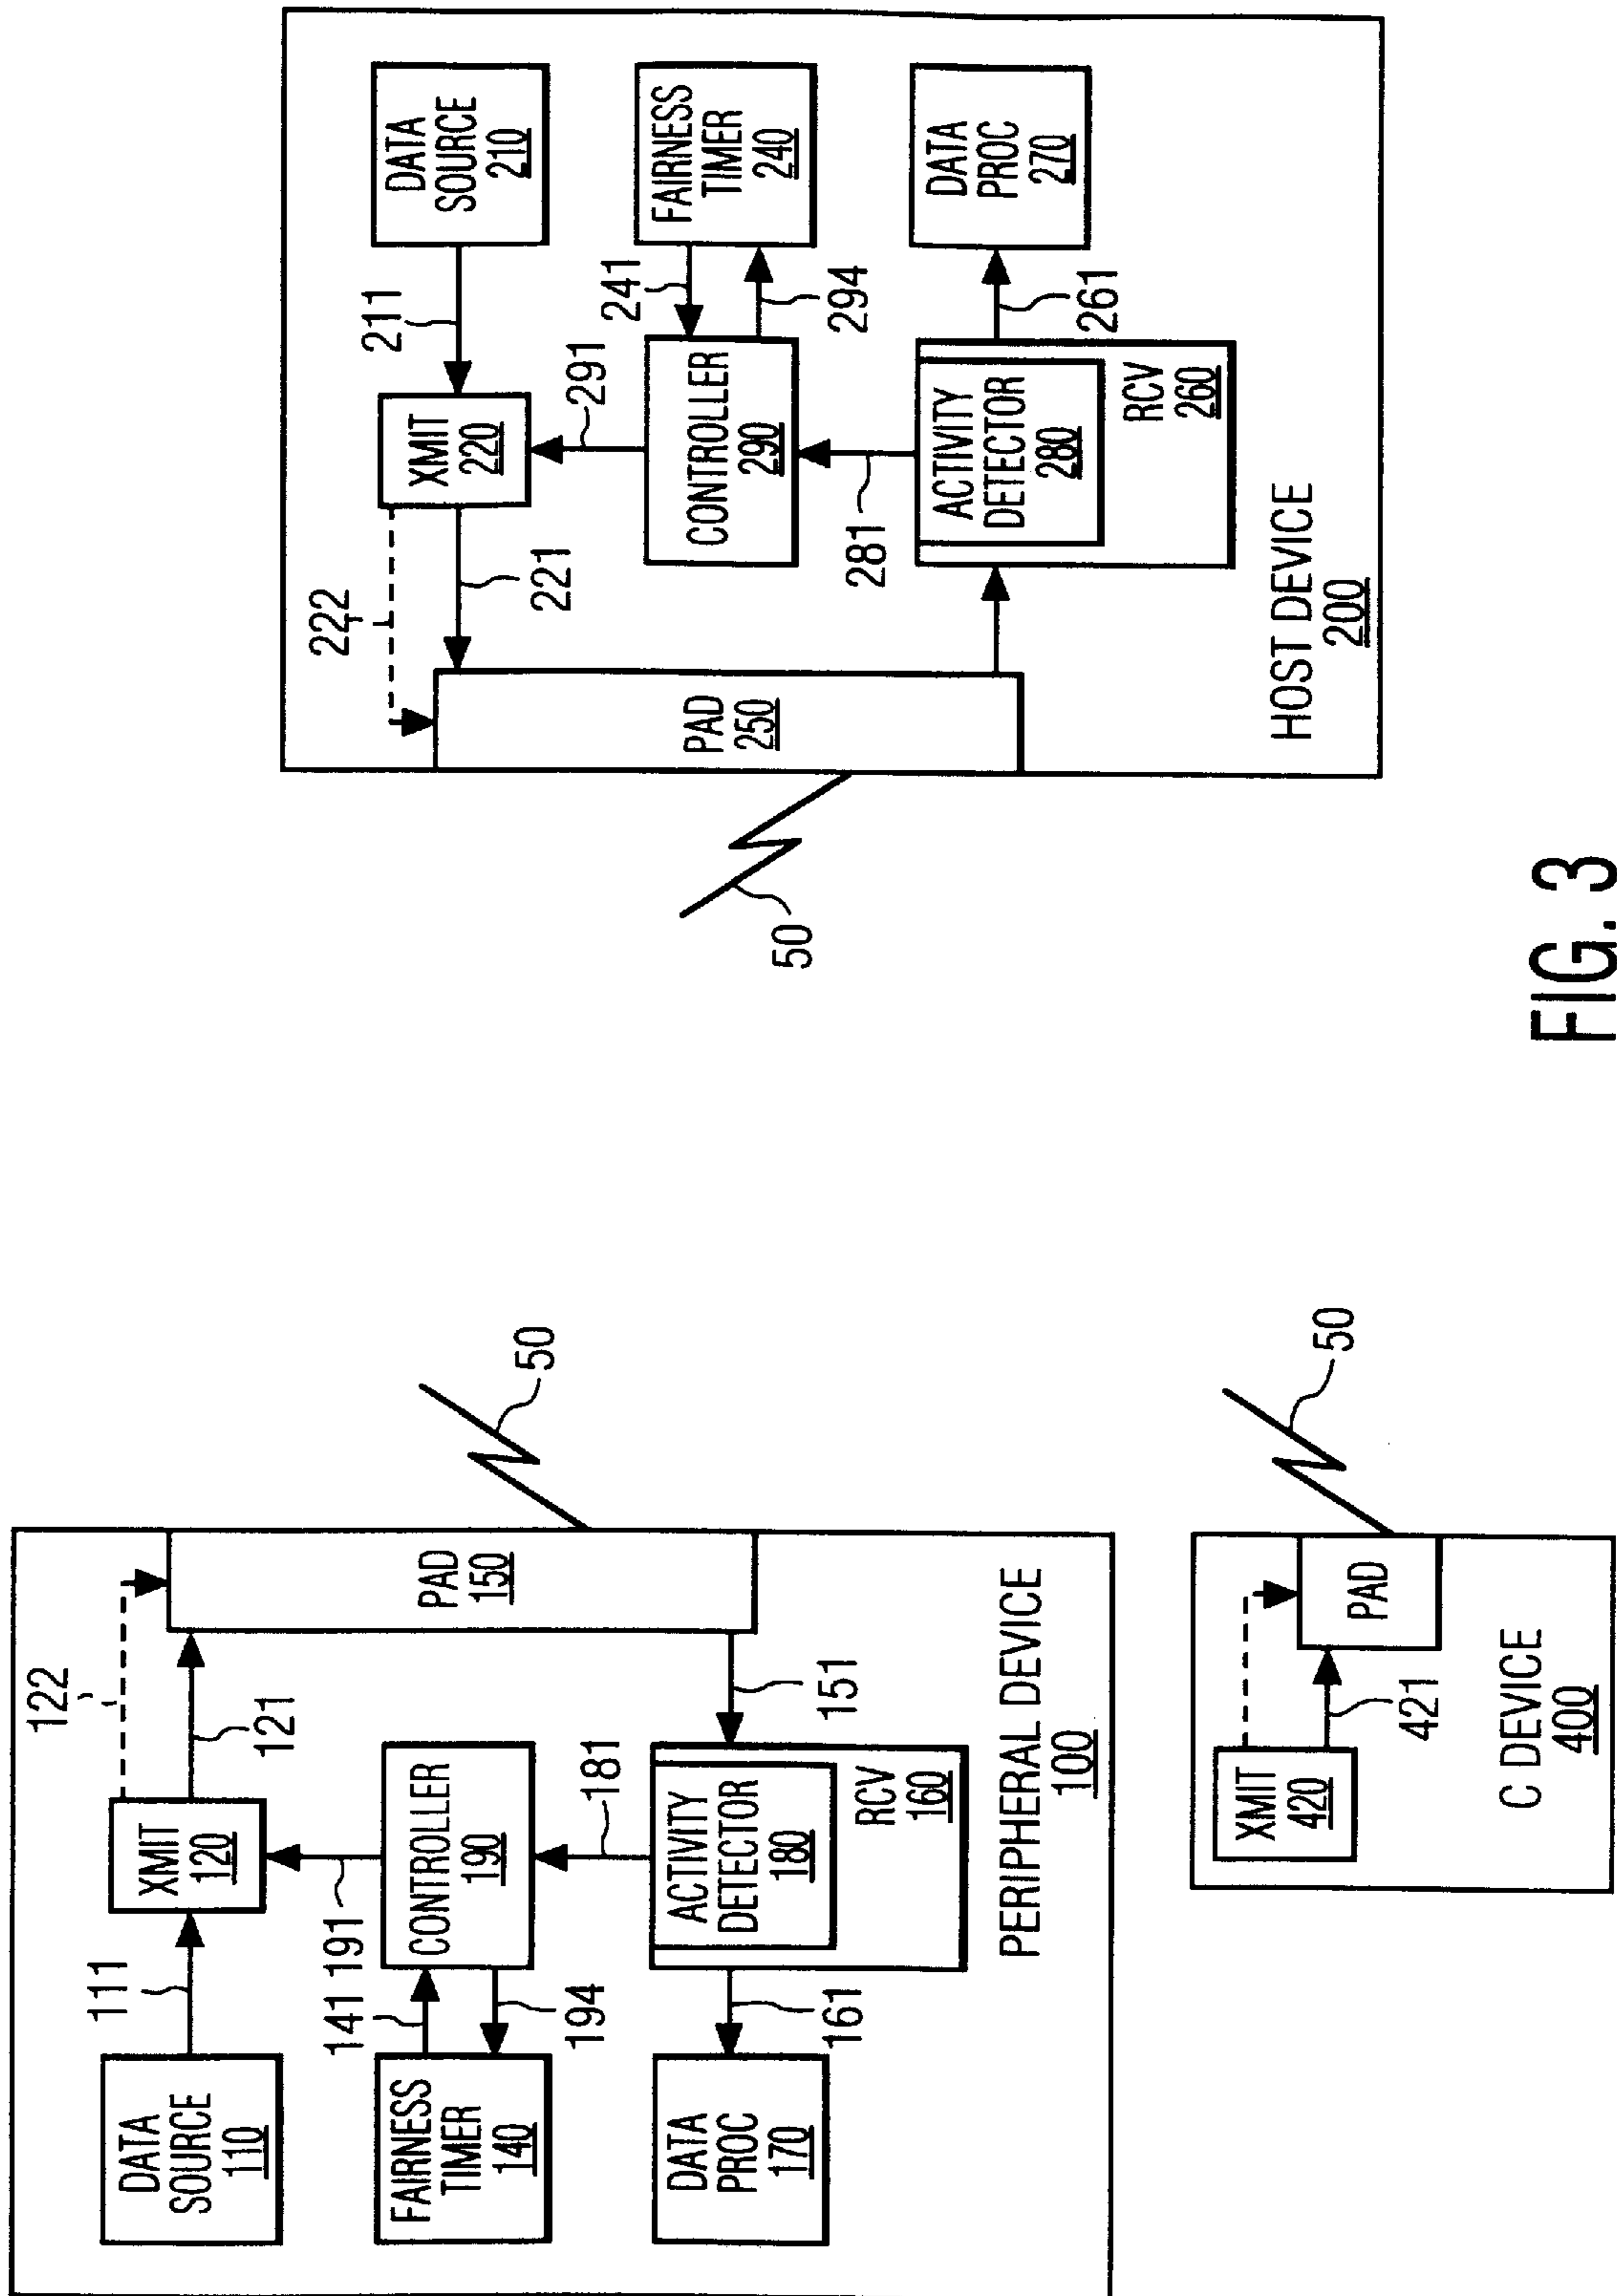 122
111
DATA
SOURCE
110
XMIT
120
121
141
191
FAIRNESS
TIMER
140
CONTROLLER
190
194
181
PAD
150
50
151
DATA
PROC
170
161
ACTIVITY
DETECTOR
180
RCV
160
PERIPHERAL DEVICE
100
XMIT
420
421
PAD
50
C DEVICE
400
222
211
221
XMIT
220
DATA
SOURCE
210
291
241
CONTROLLER
290
FAIRNESS
TIMER
240
294
50
PAD
250
281
ACTIVITY
DETECTOR
280
RCV
260
261
DATA
PROC
270
HOST DEVICE
200
FIG. 3